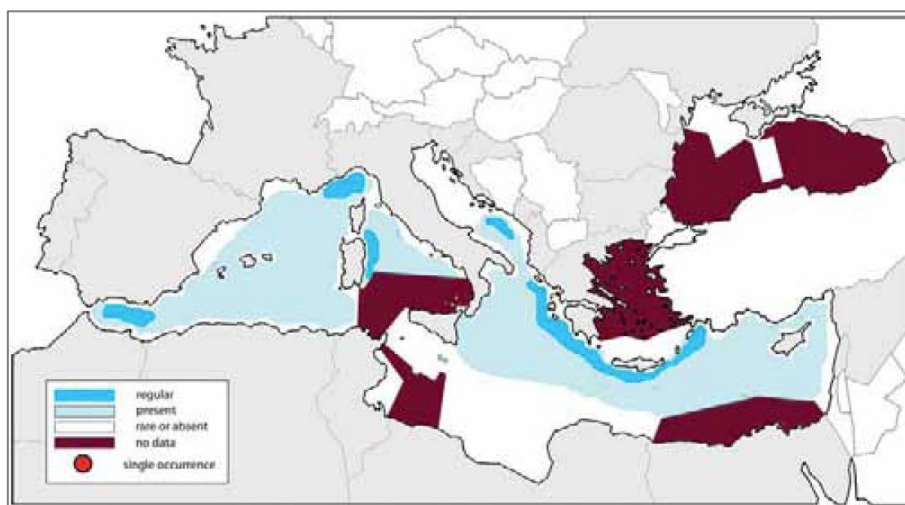 regular
present
rare or absent
no data
single occurrence